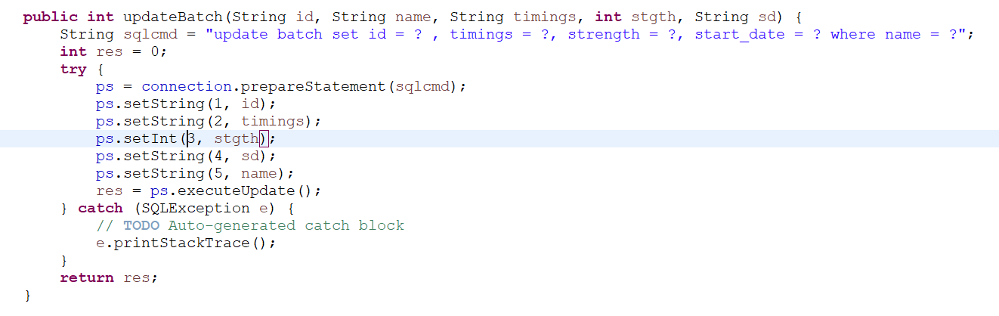 public int updateBatch(String id, String name, String timings, int stgth, String sd) {
String sqlcmd = "update batch set id = ? , timings = ?, strength = ?, start_date = ? where name = ?";
int res = 0;
try {
ps = connection.prepareStatement(sqlcmd);
ps.setString(1, id);
ps.setString(2, timings);
ps.setInt(3, stgth);
ps.setString(4, sd);
ps.setString(5, name);
res = ps.executeUpdate();
} catch (SQLException e) {
// TODO Auto-generated catch block
e.printStackTrace();
}
return res;
}